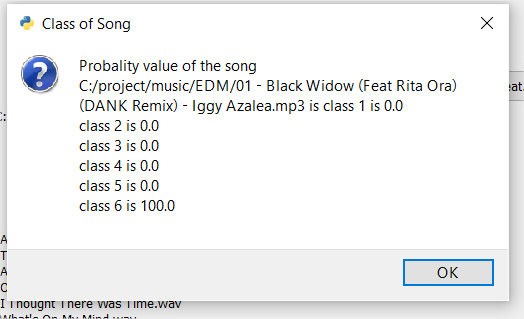 Class of Song
Probality value of the song
C:/project/music/EDM/01 - Black Widow (Feat Rita Ora)
(DANK Remix) - Iggy Azalea.mp3 is class 1 is 0.0
class 2 is 0.0
class 3 is 0.0
class 4 is 0.0
class 5 is 0.0
class 6 is 100.0
OK
I Thought There Was Time.wav
What's On My Mind.wav